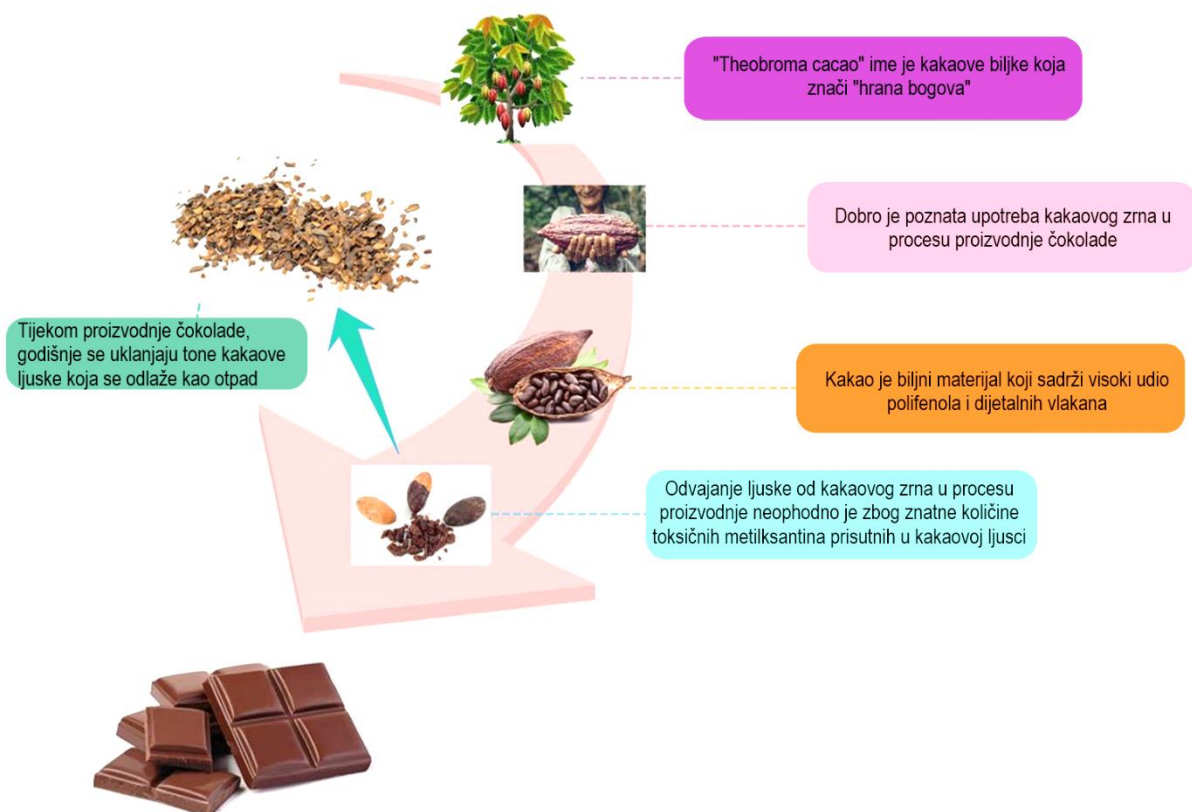 "Theobroma cacao" ime je kakaove biljke koja
znači "hrana bogova"
Dobro je poznata upotreba kakaovog zrna u
procesu proizvodnje čokolade
Kakao je biljni materijal koji sadrži visoki udio
polifenola i dijetalnih vlakana
Odvajanje ljuske od kakaovog zrna u procesu
proizvodnje neophodno je zbog znatne količine
toksičnih metilksantina prisutnih u kakaovoj ljusci
Tijekom proizvodnje čokolade,
godišnje se uklanjaju tone kakaove
ljuske koja se odlaže kao otpad